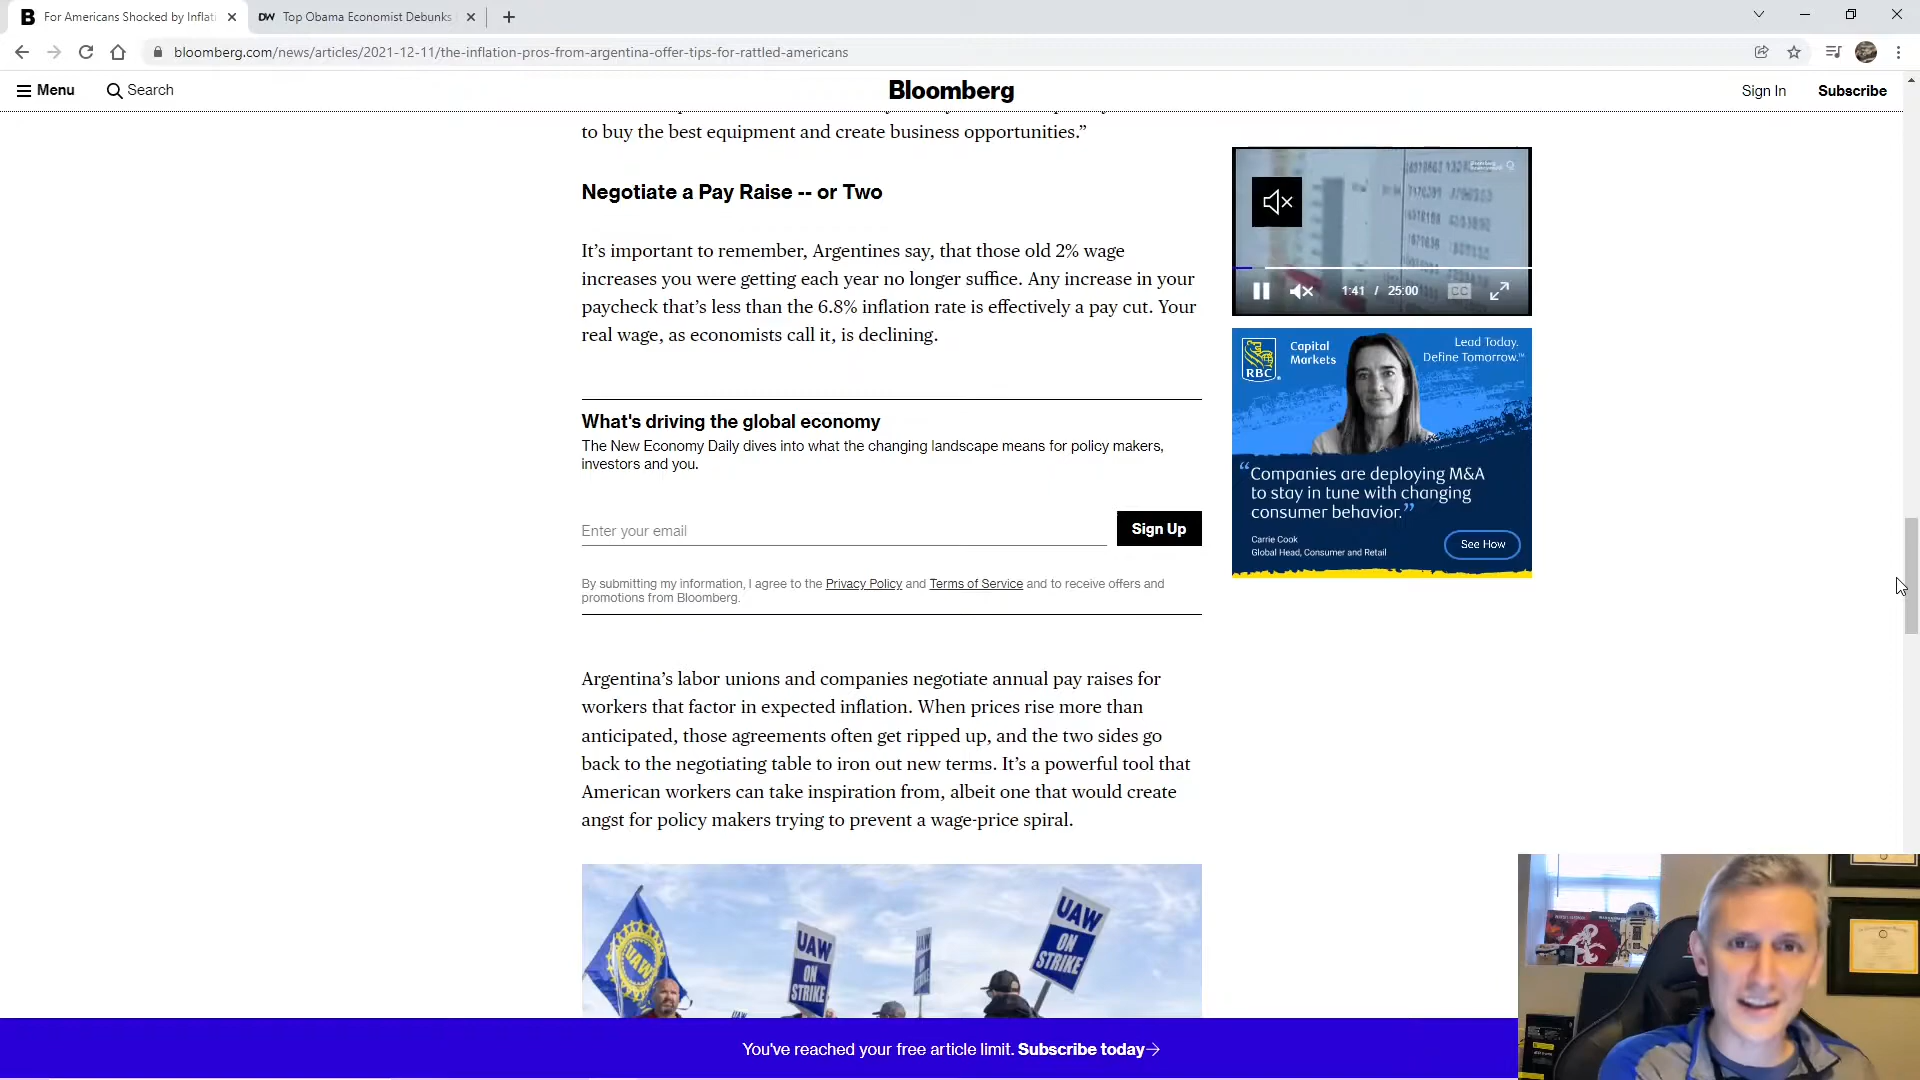 For Americans Shocked by Inflati
Top Obama Economist Debunks
bloomberg.com/news/articles/2021-12-11/the-inflation-pros-from-argentina-offer-tips-for-rattled-americans
Menu
Search
Bloomberg
Sign In
Subscribe
to buy the best equipment and create business opportunities.”
Negotiate a Pay Raise -- or Two
It’s important to remember, Argentines say, that those old 2% wage
increases you were getting each year no longer suffice. Any increase in your
paycheck that’s less than the 6.8% inflation rate is effectively a pay cut. Your
real wage, as economists call it, is declining.
What's driving the global economy
The New Economy Daily dives into what the changing landscape means for policy makers,
investors and you.
Enter your email
Sign Up
By submitting my information, I agree to the Privacy Policy and Terms of Service and to receive offers and
promotions from Bloomberg.
Argentina’s labor unions and companies negotiate annual pay raises for
workers that factor in expected inflation. When prices rise more than
anticipated, those agreements often get ripped up, and the two sides go
back to the negotiating table to iron out new terms. It’s a powerful tool that
American workers can take inspiration from, albeit one that would create
angst for policy makers trying to prevent a wage-price spiral.
UAW
UAW
ON
STRIKE
UAW
ON
STRIKE
1:41 / 25:00
CC
RBC
Capital
Markets
Lead Today.
Define Tomorrow.™
“Companies are deploying M&A
to stay in tune with changing
consumer behavior.”
Carrie Cook
Global Head, Consumer and Retail
See How
You've reached your free article limit. Subscribe today→